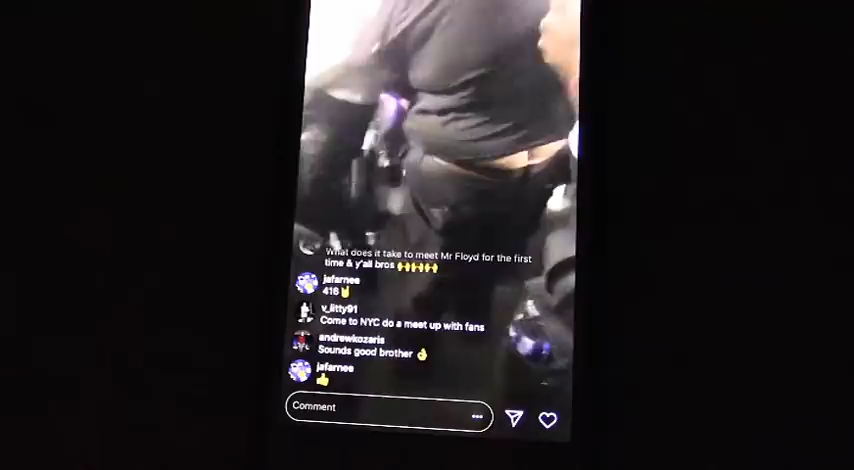 What does it take to meet Mr Floyd for the first
time & y'all bros 🙌🙌🙌
jafarnee
416🤘
v_litty91
Come to NYC do a meet up with fans
andrewkozaris
Sounds good brother 👌
jafarnee
👍
Comment